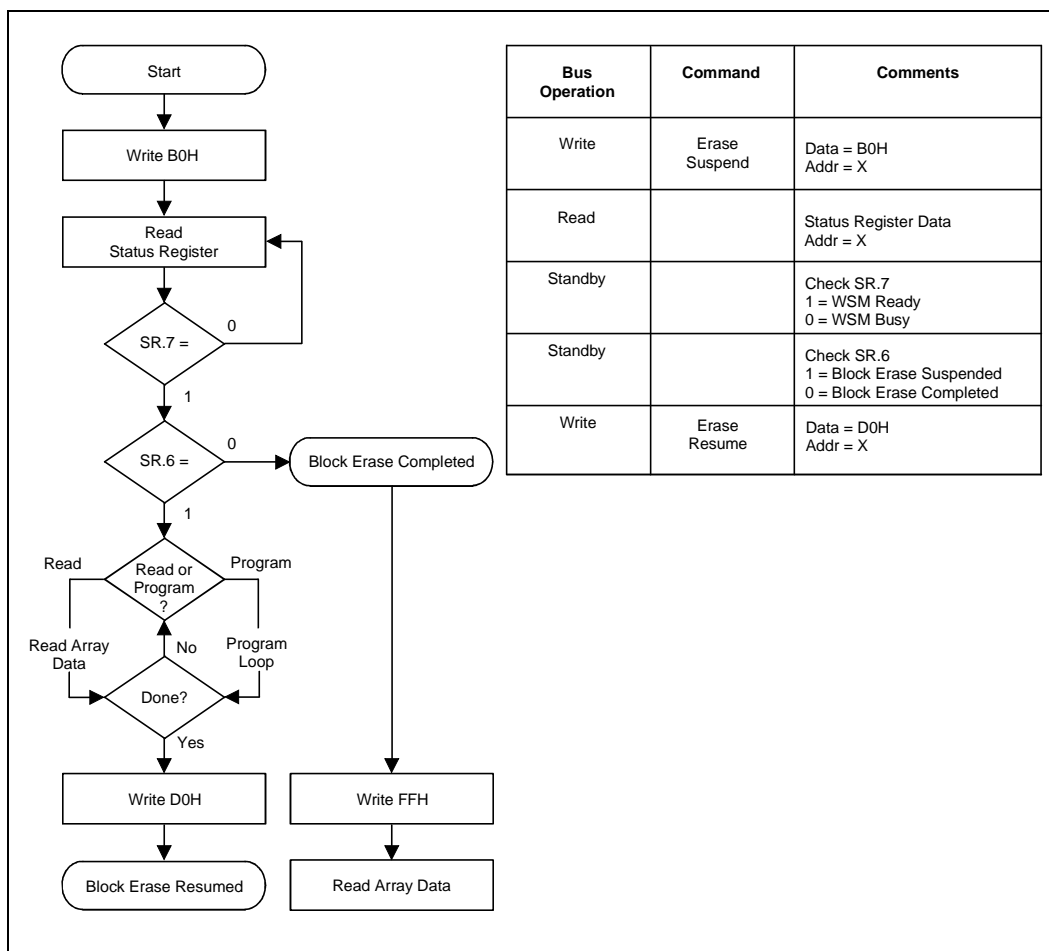 Start
Write B0H
Read
Status Register
SR.7 =
0
1
SR.6 =
0
Block Erase Completed
1
Read
Read or
Program
?
Program
Read Array
Data
No
Program
Loop
Done?
Yes
Write D0H
Write FFH
Block Erase Resumed
Read Array Data
Bus
Operation
Command
Comments
Write
Erase
Suspend
Data = B0H
Addr = X
Read
Status Register Data
Addr = X
Standby
Check SR.7
1 = WSM Ready
0 = WSM Busy
Standby
Check SR.6
1 = Block Erase Suspended
0 = Block Erase Completed
Write
Erase
Resume
Data = D0H
Addr = X